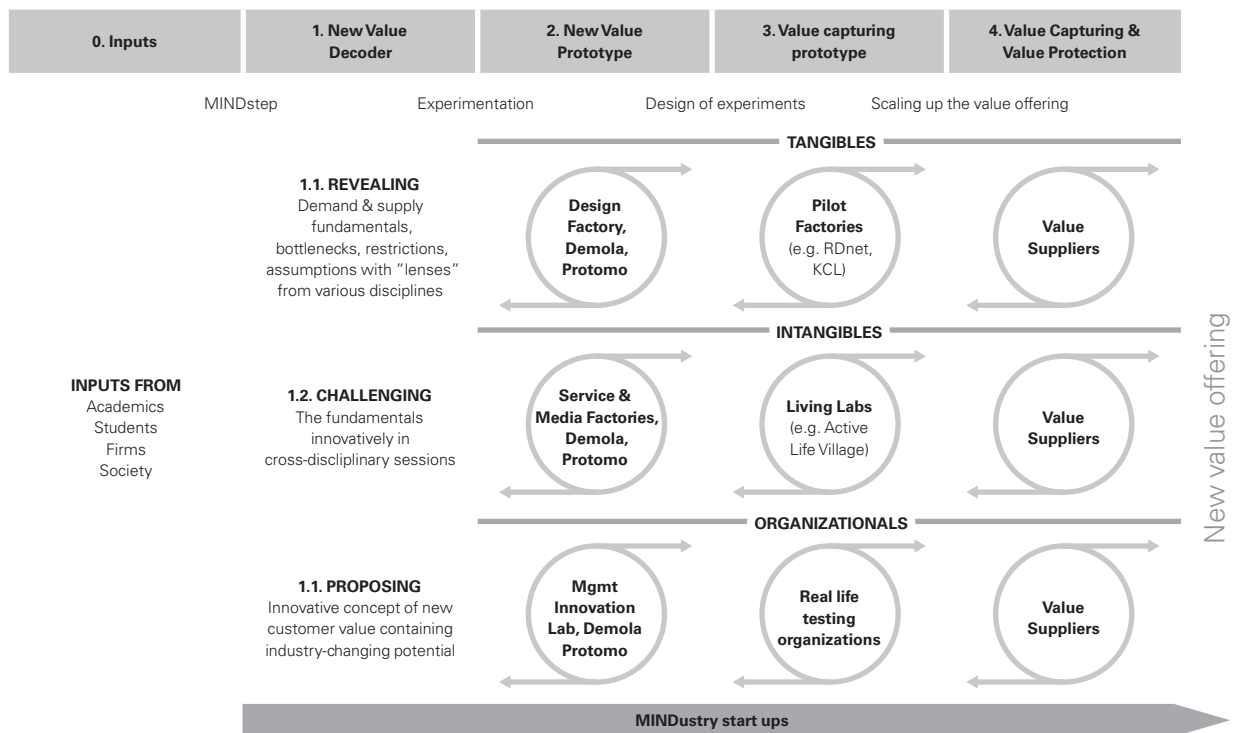 0. Inputs
1. New Value
Decoder
2. New Value
Prototype
3. Value capturing
prototype
4. Value Capturing &
Value Protection
MINDstep
Experimentation
Design of experiments
Scaling up the value offering
TANGIBLES
1.1. REVEALING
Demand & supply
fundamentals,
bottlenecks, restrictions,
assumptions with "lenses"
from various disciplines
Design
Factory,
Demola,
Protomo
Pilot
Factories
(e.g. RDnet,
KCL)
Value
Suppliers
INTANGIBLES
INPUTS FROM
Academics
Students
Firms
Society
1.2. CHALLENGING
The fundamentals
innovatively in
cross-discliplinary sessions
Service &
Media Factories,
Demola,
Protomo
Living Labs
(e.g. Active
Life Village)
Value
Suppliers
ORGANIZATIONALS
1.1. PROPOSING
Innovative concept of new
customer value containing
industry-changing potential
Mgmt
Innovation
Lab, Demola
Protomo
Real life
testing
organizations
Value
Suppliers
New value offering
MINDustry start ups